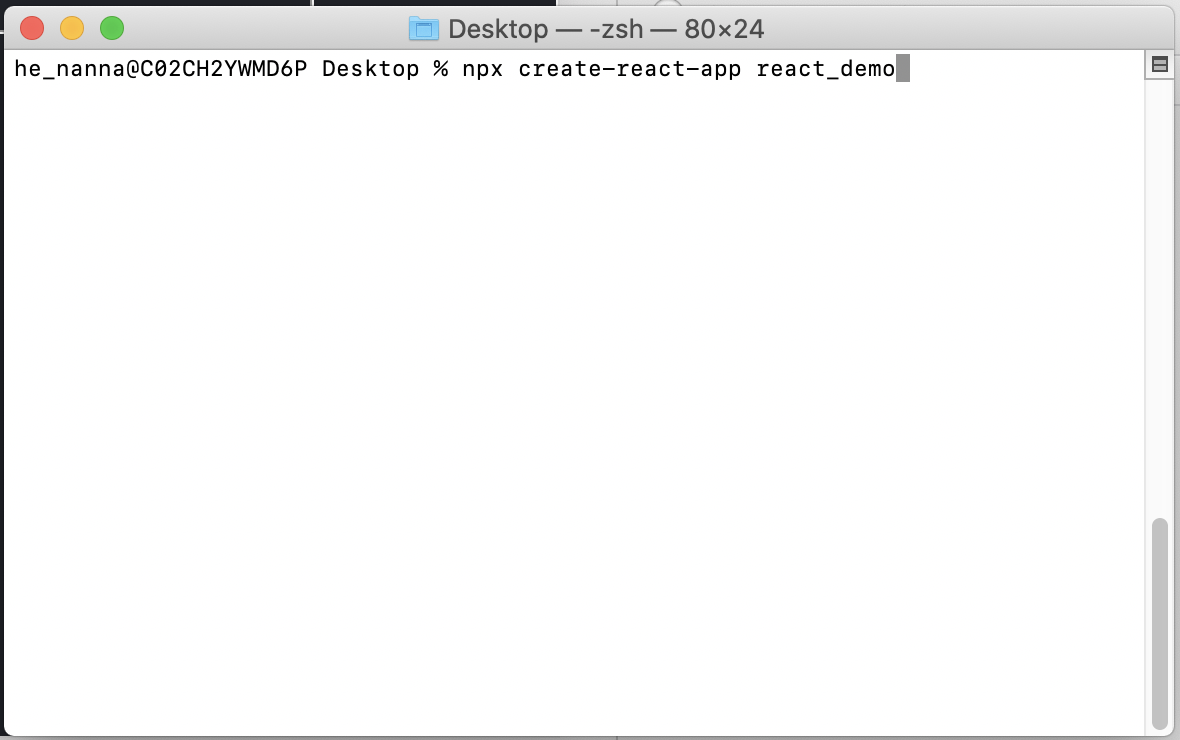 Desktop — -zsh — 80×24
he_nanna@C02CH2YWMD6P Desktop % npx create-react-app react_demo